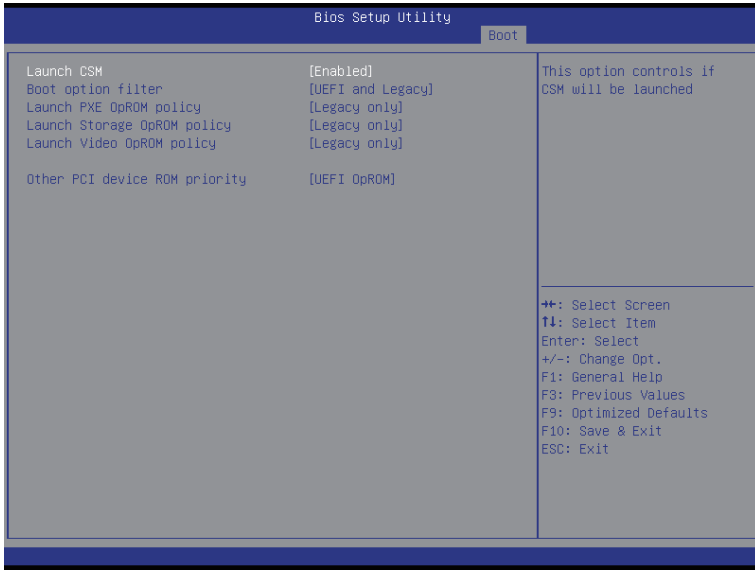 Bios Setup Utility
Boot
Launch CSM [Enabled]
Boot option filter [UEFI and Legacy]
Launch PXE OpROM policy [Legacy only]
Launch Storage OpROM policy [Legacy only]
Launch Video OpROM policy [Legacy only]
Other PCI device ROM priority [UEFI OpROM]
This option controls if
CSM will be launched
→←: Select Screen
↑↓: Select Item
Enter: Select
+/-: Change Opt.
F1: General Help
F3: Previous Values
F9: Optimized Defaults
F10: Save & Exit
ESC: Exit